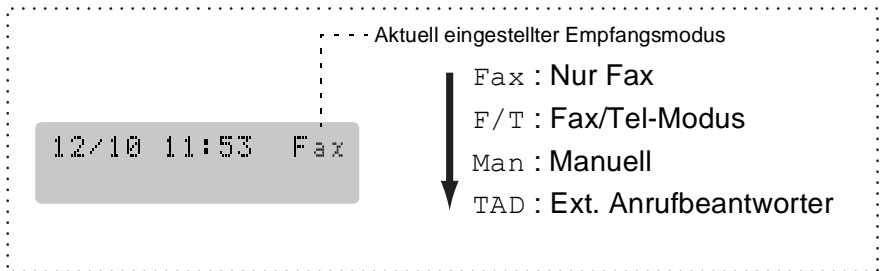 Aktuell eingestellter Empfangsmodus
12/10 11:53 Fax
Fax : Nur Fax
F/T : Fax/Tel-Modus
Man : Manuell
TAD : Ext. Anrufbeantworter